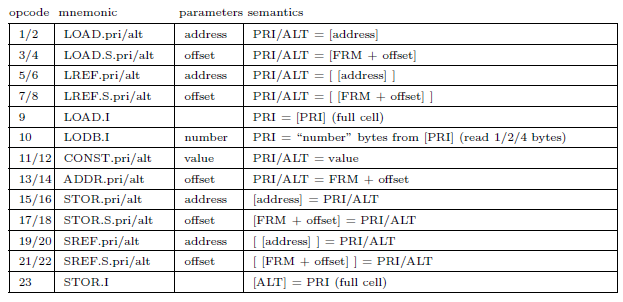 opcode mnemonic parameters semantics
1/2 LOAD.pri/alt address PRI/ALT = [address]
3/4 LOAD.S.pri/alt offset PRI/ALT = [FRM + offset]
5/6 LREF.pri/alt address PRI/ALT = [ [address] ]
7/8 LREF.S.pri/alt offset PRI/ALT = [ [FRM + offset] ]
9 LOAD.I PRI = [PRI] (full cell)
10 LODB.I number PRI = “number” bytes from [PRI] (read 1/2/4 bytes)
11/12 CONST.pri/alt value PRI/ALT = value
13/14 ADDR.pri/alt offset PRI/ALT = FRM + offset
15/16 STOR.pri/alt address [address] = PRI/ALT
17/18 STOR.S.pri/alt offset [FRM + offset] = PRI/ALT
19/20 SREF.pri/alt address [ [address] ] = PRI/ALT
21/22 SREF.S.pri/alt offset [ [FRM + offset] ] = PRI/ALT
23 STOR.I [ALT] = PRI (full cell)